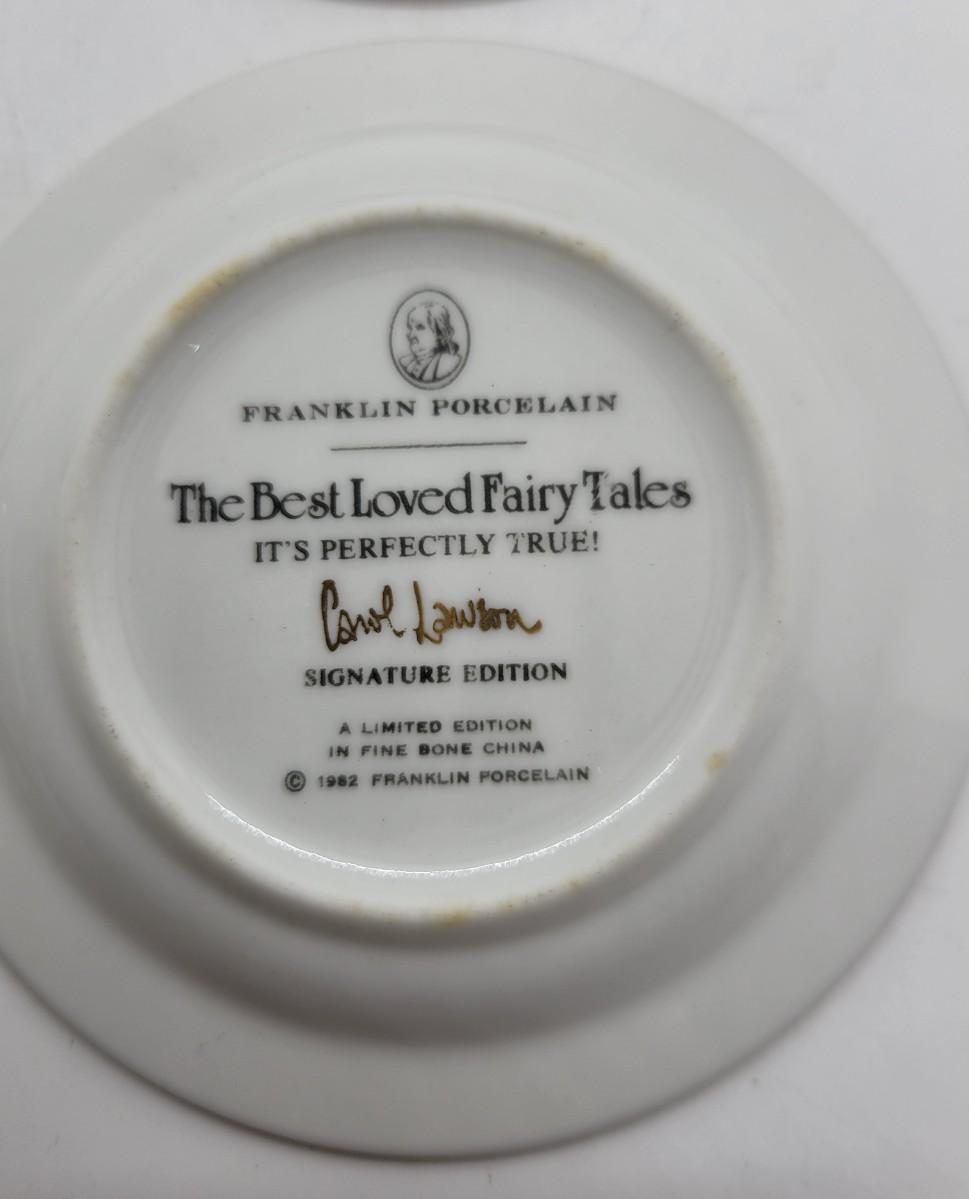 FRANKLIN PORCELAIN
The Best Loved Fairy Tales
IT'S PERFECTLY TRUE!
Carol Lawson
SIGNATURE EDITION
A LIMITED EDITION
IN FINE BONE CHINA
© 1982 FRANKLIN PORCELAIN